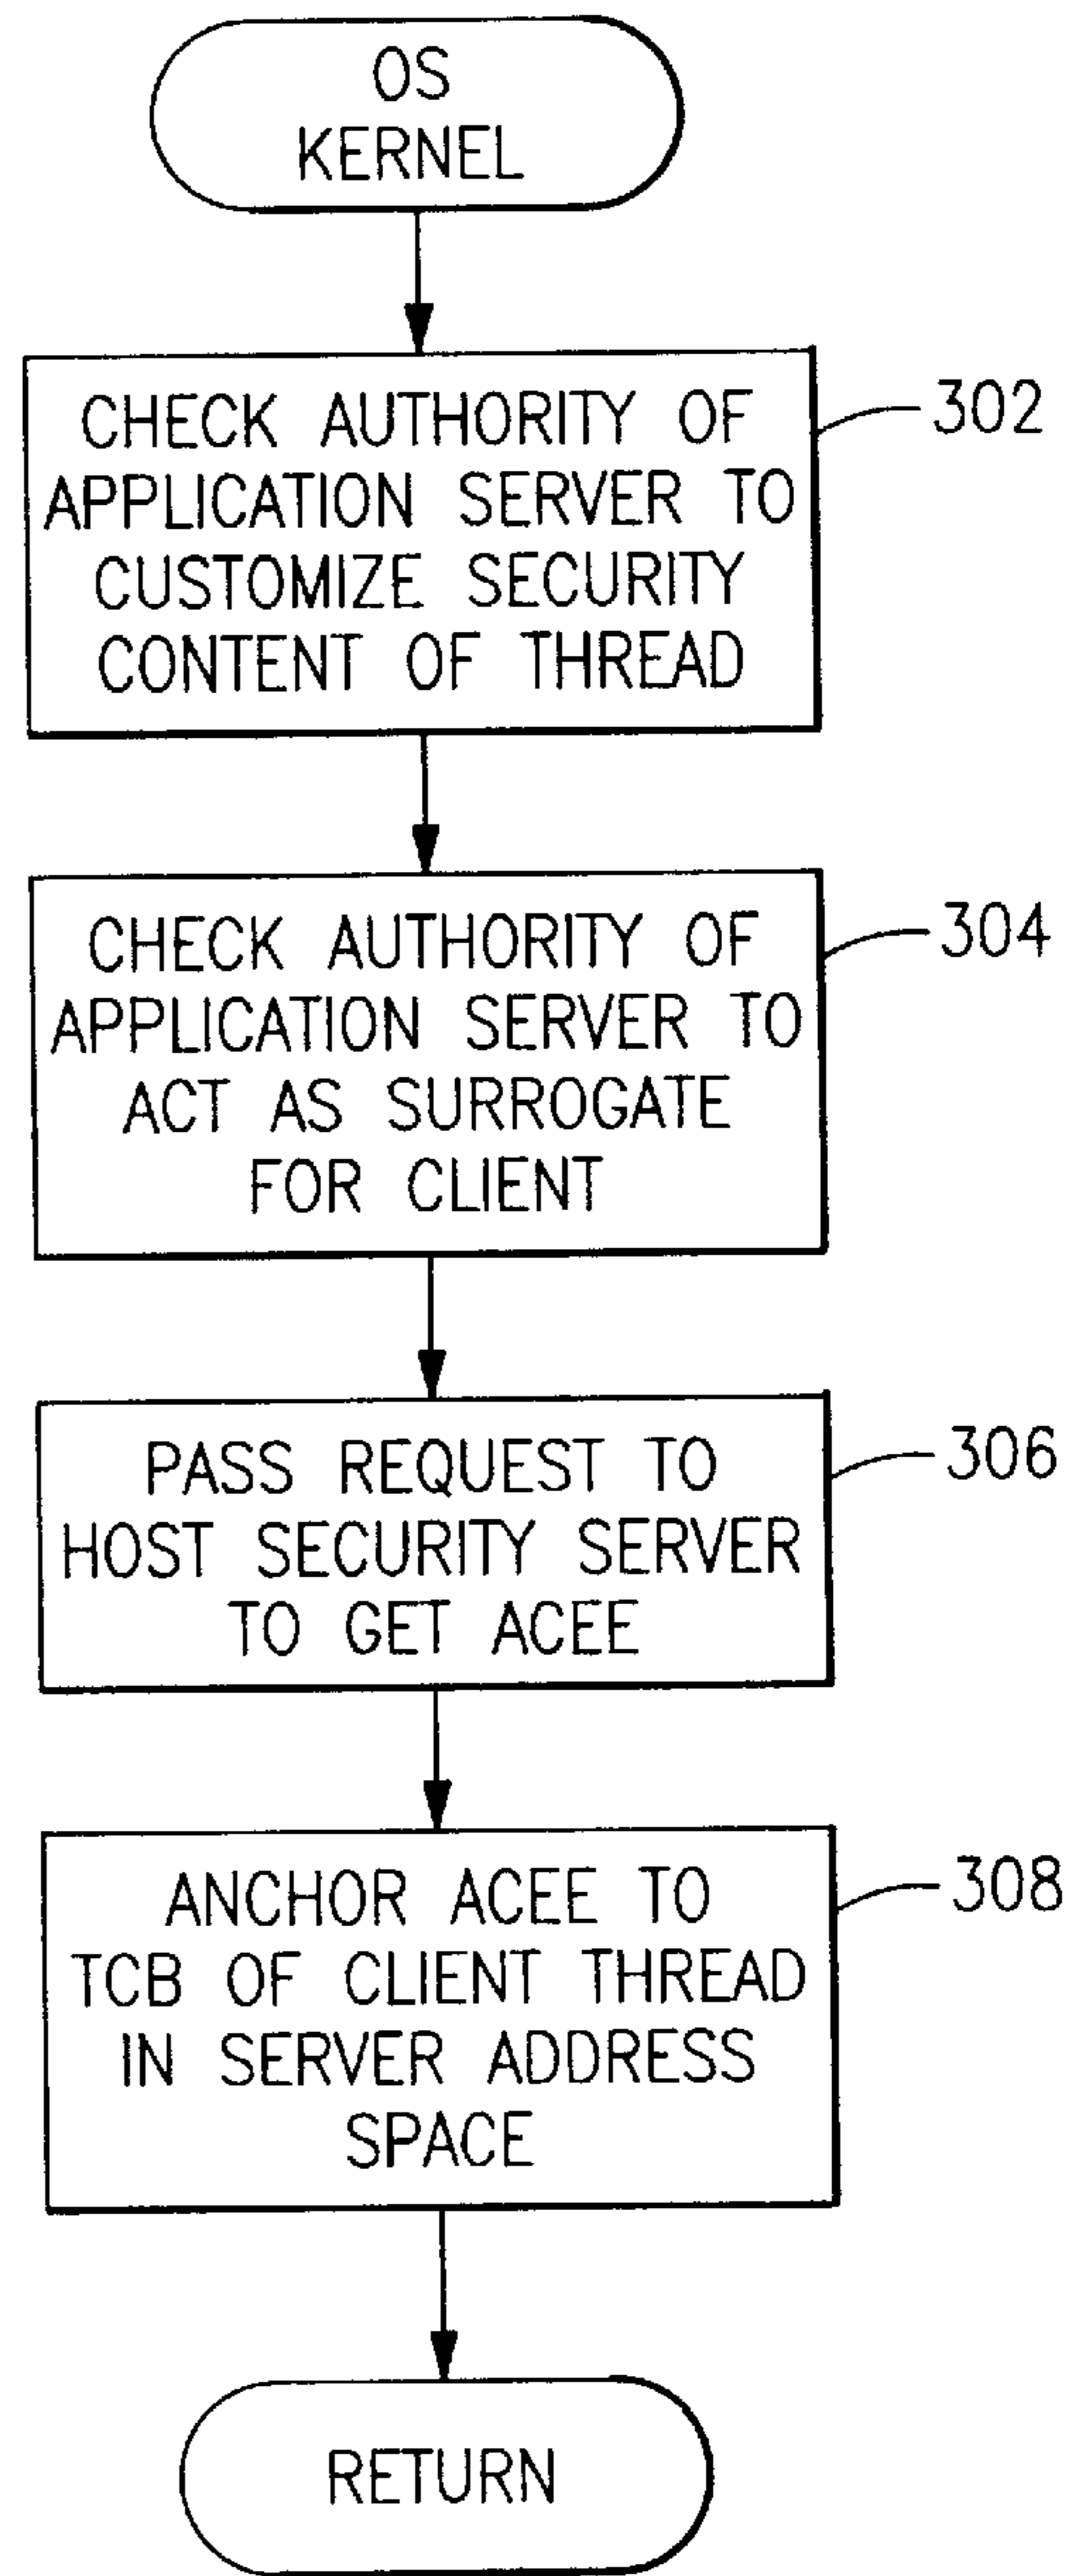 OS
KERNEL
CHECK AUTHORITY OF
APPLICATION SERVER TO
CUSTOMIZE SECURITY
CONTENT OF THREAD
302
CHECK AUTHORITY OF
APPLICATION SERVER TO
ACT AS SURROGATE
FOR CLIENT
304
PASS REQUEST TO
HOST SECURITY SERVER
TO GET ACEE
306
ANCHOR ACEE TO
TCB OF CLIENT THREAD
IN SERVER ADDRESS
SPACE
308
RETURN